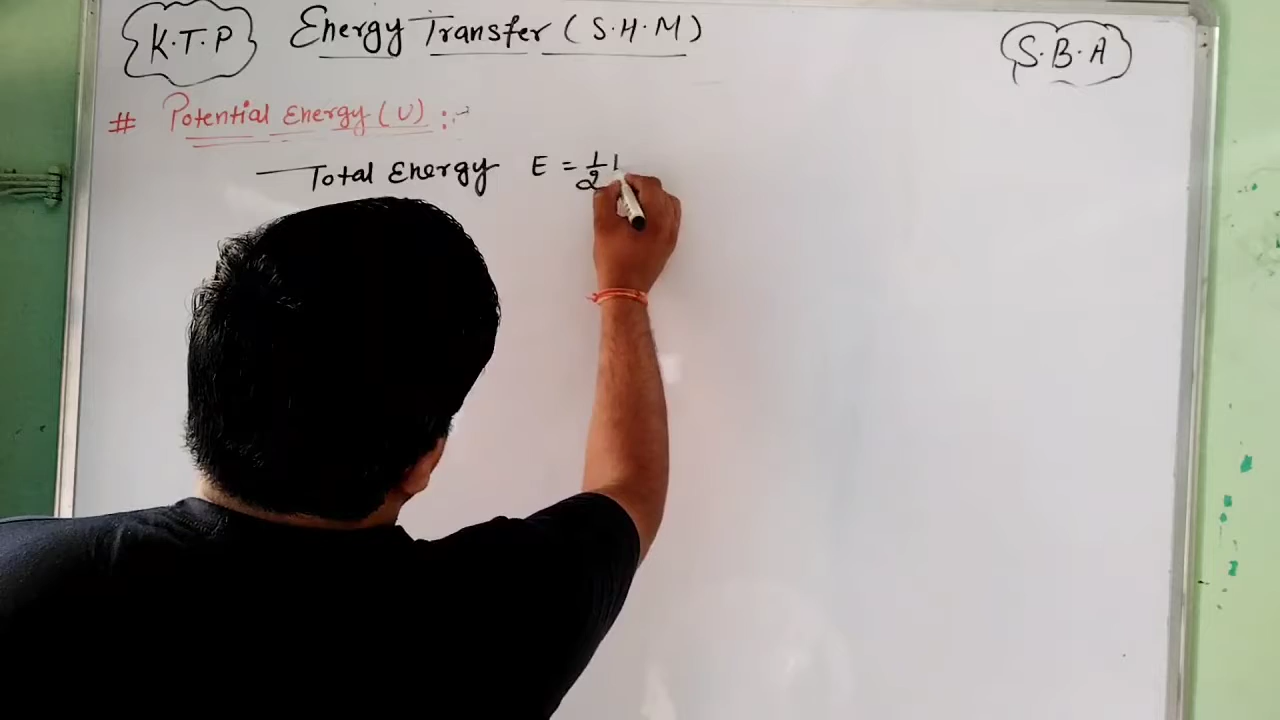 K.T.P Energy Transfer (S.H.M) S.B.A
# Potential Energy (U) :-
Total Energy E = 1/2